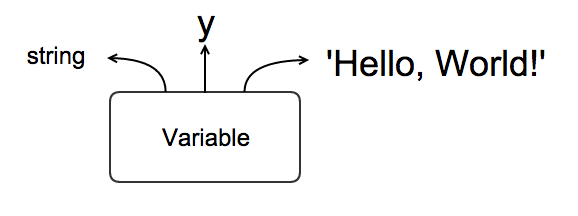 y
string
'Hello, World!'
Variable